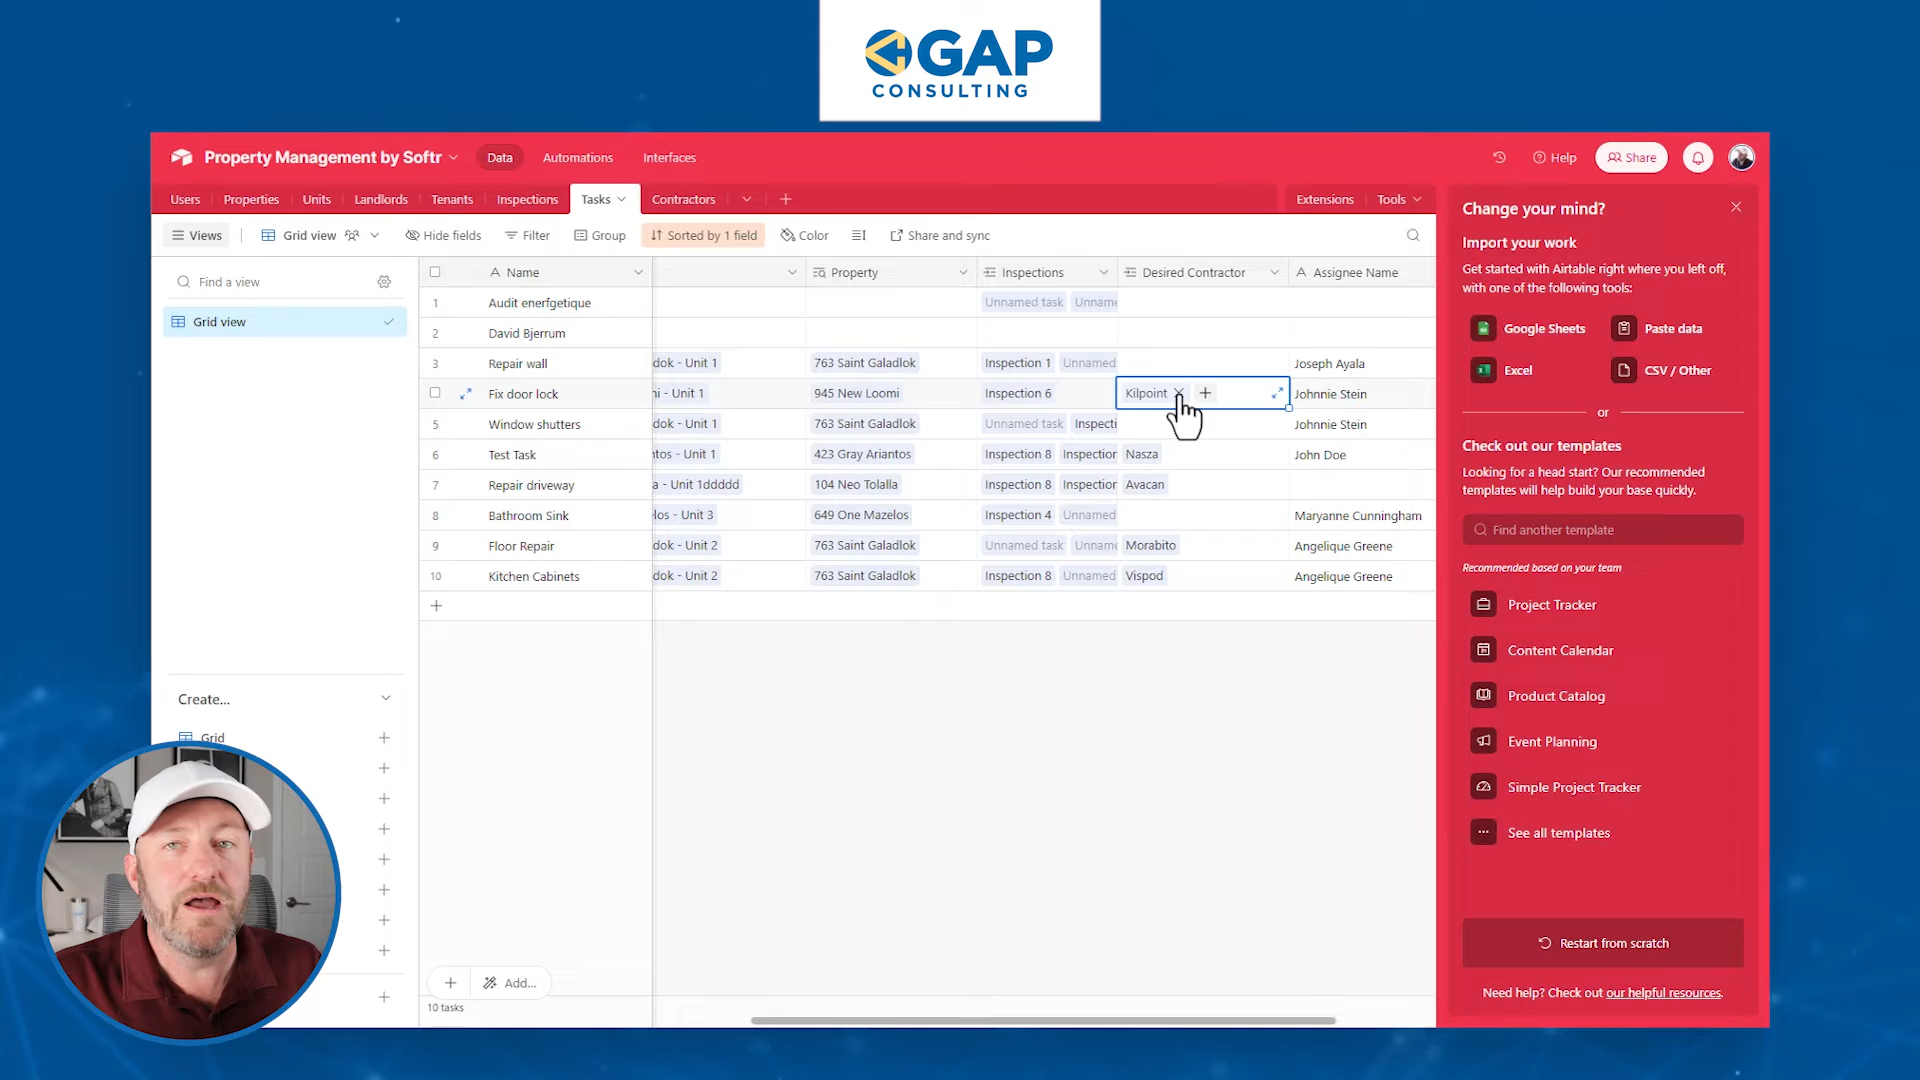 GAP
CONSULTING
Property Management by Softr
Data
Automations
Interfaces
Help
Share
Users
Properties
Units
Landlords
Tenants
Inspections
Tasks
Contractors
Extensions
Tools
Views
Grid view
Hide fields
Filter
Group
Sorted by 1 field
Color
Share and sync
Find a view
Grid view
Create...
Grid
Name
Property
Inspections
Desired Contractor
Assignee Name
1 Audit enerfgetique Unnamed task Unname
2 David Bjerrum
3 Repair wall dok - Unit 1 763 Saint Galadlok Inspection 1 Unnamed Joseph Ayala
Fix door lock ni - Unit 1 945 New Loomi Inspection 6 Kilpoint Johnnie Stein
5 Window shutters dok - Unit 1 763 Saint Galadlok Unnamed task Inspecti Johnnie Stein
6 Test Task ntos - Unit 1 423 Gray Ariantos Inspection 8 Inspection Nasza John Doe
7 Repair driveway a - Unit 1ddddd 104 Neo Tolalla Inspection 8 Inspection Avacan
8 Bathroom Sink los - Unit 3 649 One Mazelos Inspection 4 Unnamed Maryanne Cunningham
9 Floor Repair dok - Unit 2 763 Saint Galadlok Unnamed task Unname Morabito Angelique Greene
10 Kitchen Cabinets dok - Unit 2 763 Saint Galadlok Inspection 8 Unnamed Vispod Angelique Greene
Add...
10 tasks
Change your mind?
Import your work
Get started with Airtable right where you left off,
with one of the following tools:
Google Sheets
Paste data
Excel
CSV / Other
or
Check out our templates
Looking for a head start? Our recommended
templates will help build your base quickly.
Find another template
Recommended based on your team
Project Tracker
Content Calendar
Product Catalog
Event Planning
Simple Project Tracker
See all templates
Restart from scratch
Need help? Check out our helpful resources.